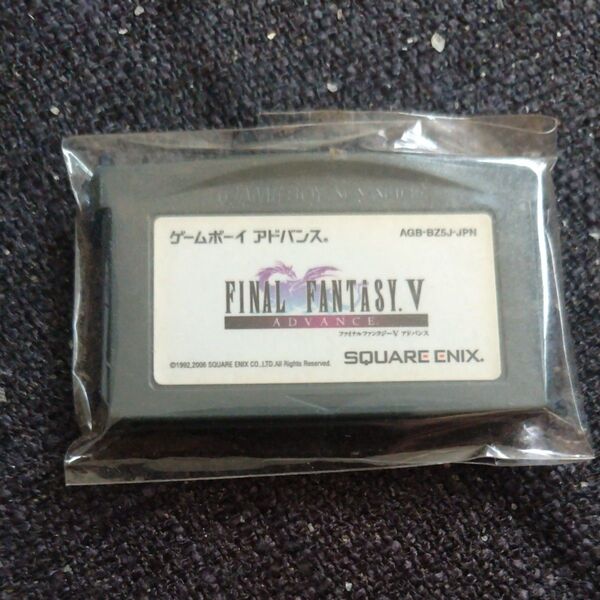 GAME BOY ADVANCE
ゲームボーイ アドバンス®
AGB-BZ5J-JPN
FINAL FANTASY. V
ADVANCE
ファイナルファンタジーV アドバンス
©1992,2006 SQUARE ENIX CO.,LTD.All Rights Reserved.
SQUARE ENIX.